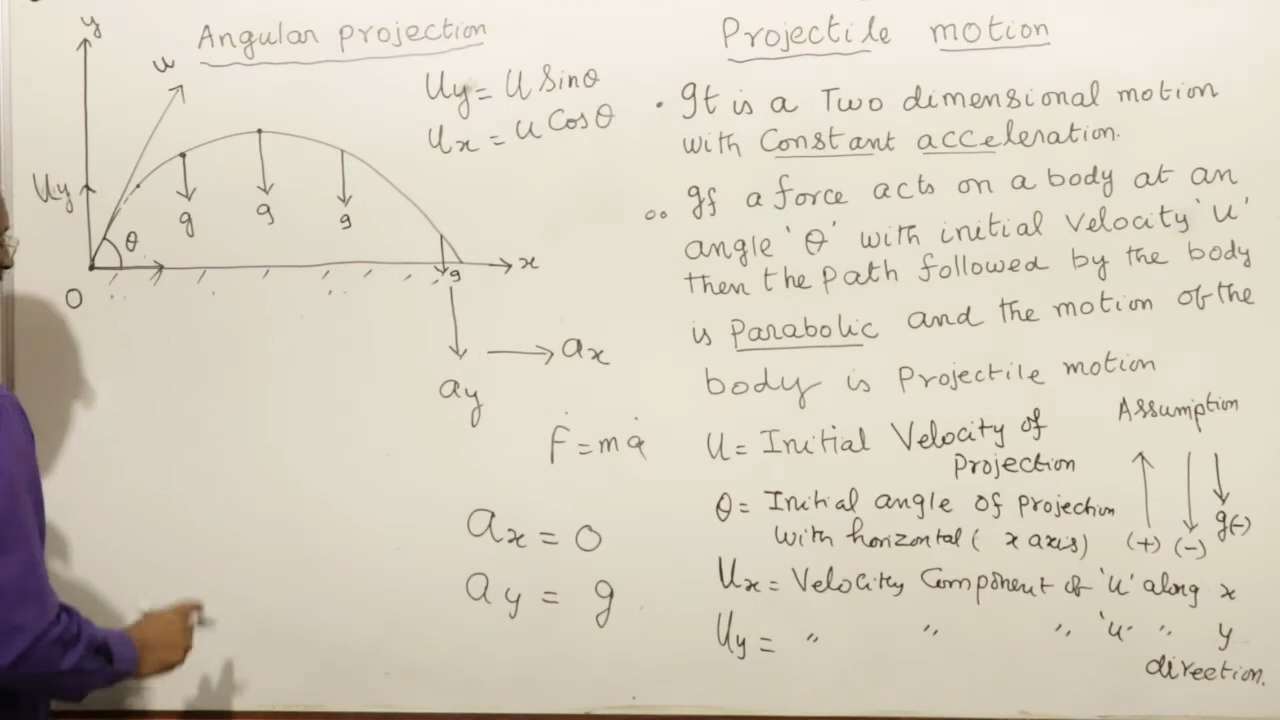 Angular projection
y
u
Uy = U Sinθ
Ux = u Cosθ
Uy
θ
g
g
g
g
x
O
ax
ay
F = ma
ax = 0
ay = g
Projectile motion
• It is a Two dimensional motion
with Constant acceleration.
If a force acts on a body at an
angle 'θ' with initial Velocity 'u'
then the Path followed by the body
is Parabolic and the motion of the
body is Projectile motion
Assumption
U = Initial Velocity of
Projection
θ = Initial angle of projection
with horizontal ( x axis)
(+) (-) g(-)
Ux = Velocity Component of 'u' along x
Uy = " " " 'u' " y
direction.